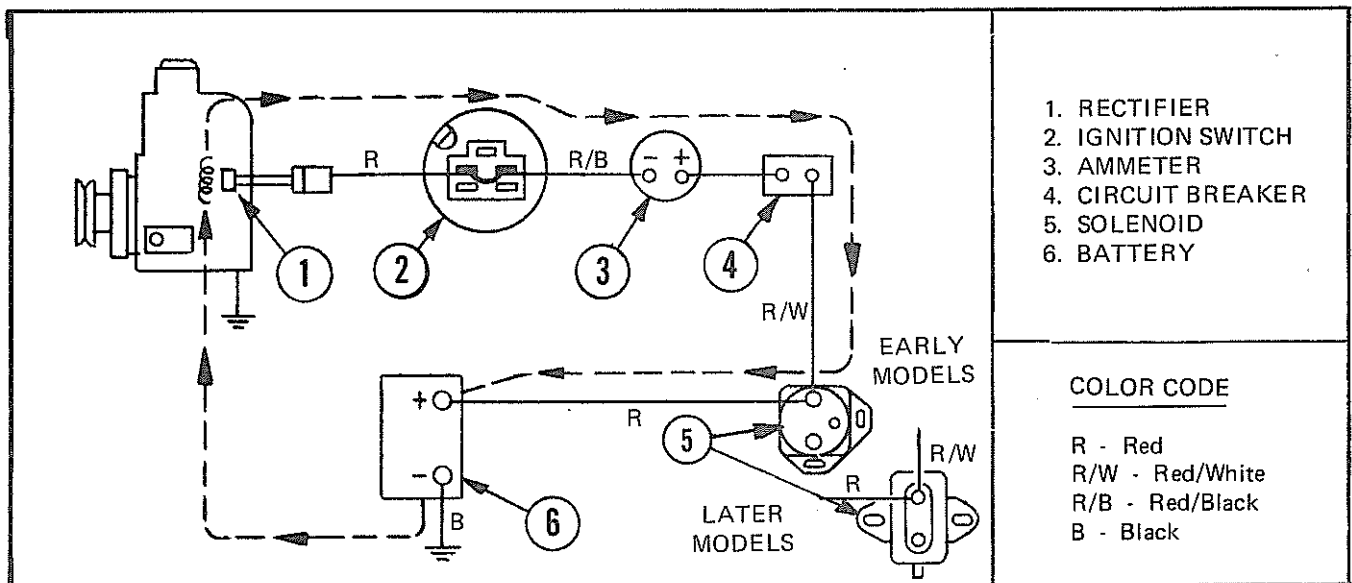 R
R/B
- +
1
2
3
4
R/W
EARLY
MODELS
+
-
R
B
5
6
R
R/W
LATER
MODELS
1. RECTIFIER
2. IGNITION SWITCH
3. AMMETER
4. CIRCUIT BREAKER
5. SOLENOID
6. BATTERY
COLOR CODE
R - Red
R/W - Red/White
R/B - Red/Black
B - Black